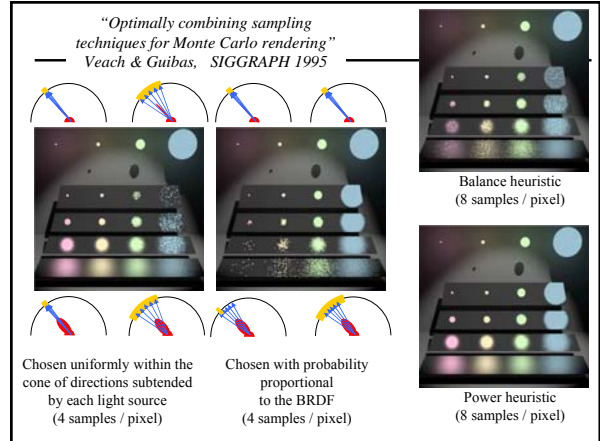 “Optimally combining sampling
techniques for Monte Carlo rendering”
Veach & Guibas, SIGGRAPH 1995
Balance heuristic
(8 samples / pixel)
Chosen uniformly within the
cone of directions subtended
by each light source
(4 samples / pixel)
Chosen with probability
proportional
to the BRDF
(4 samples / pixel)
Power heuristic
(8 samples / pixel)